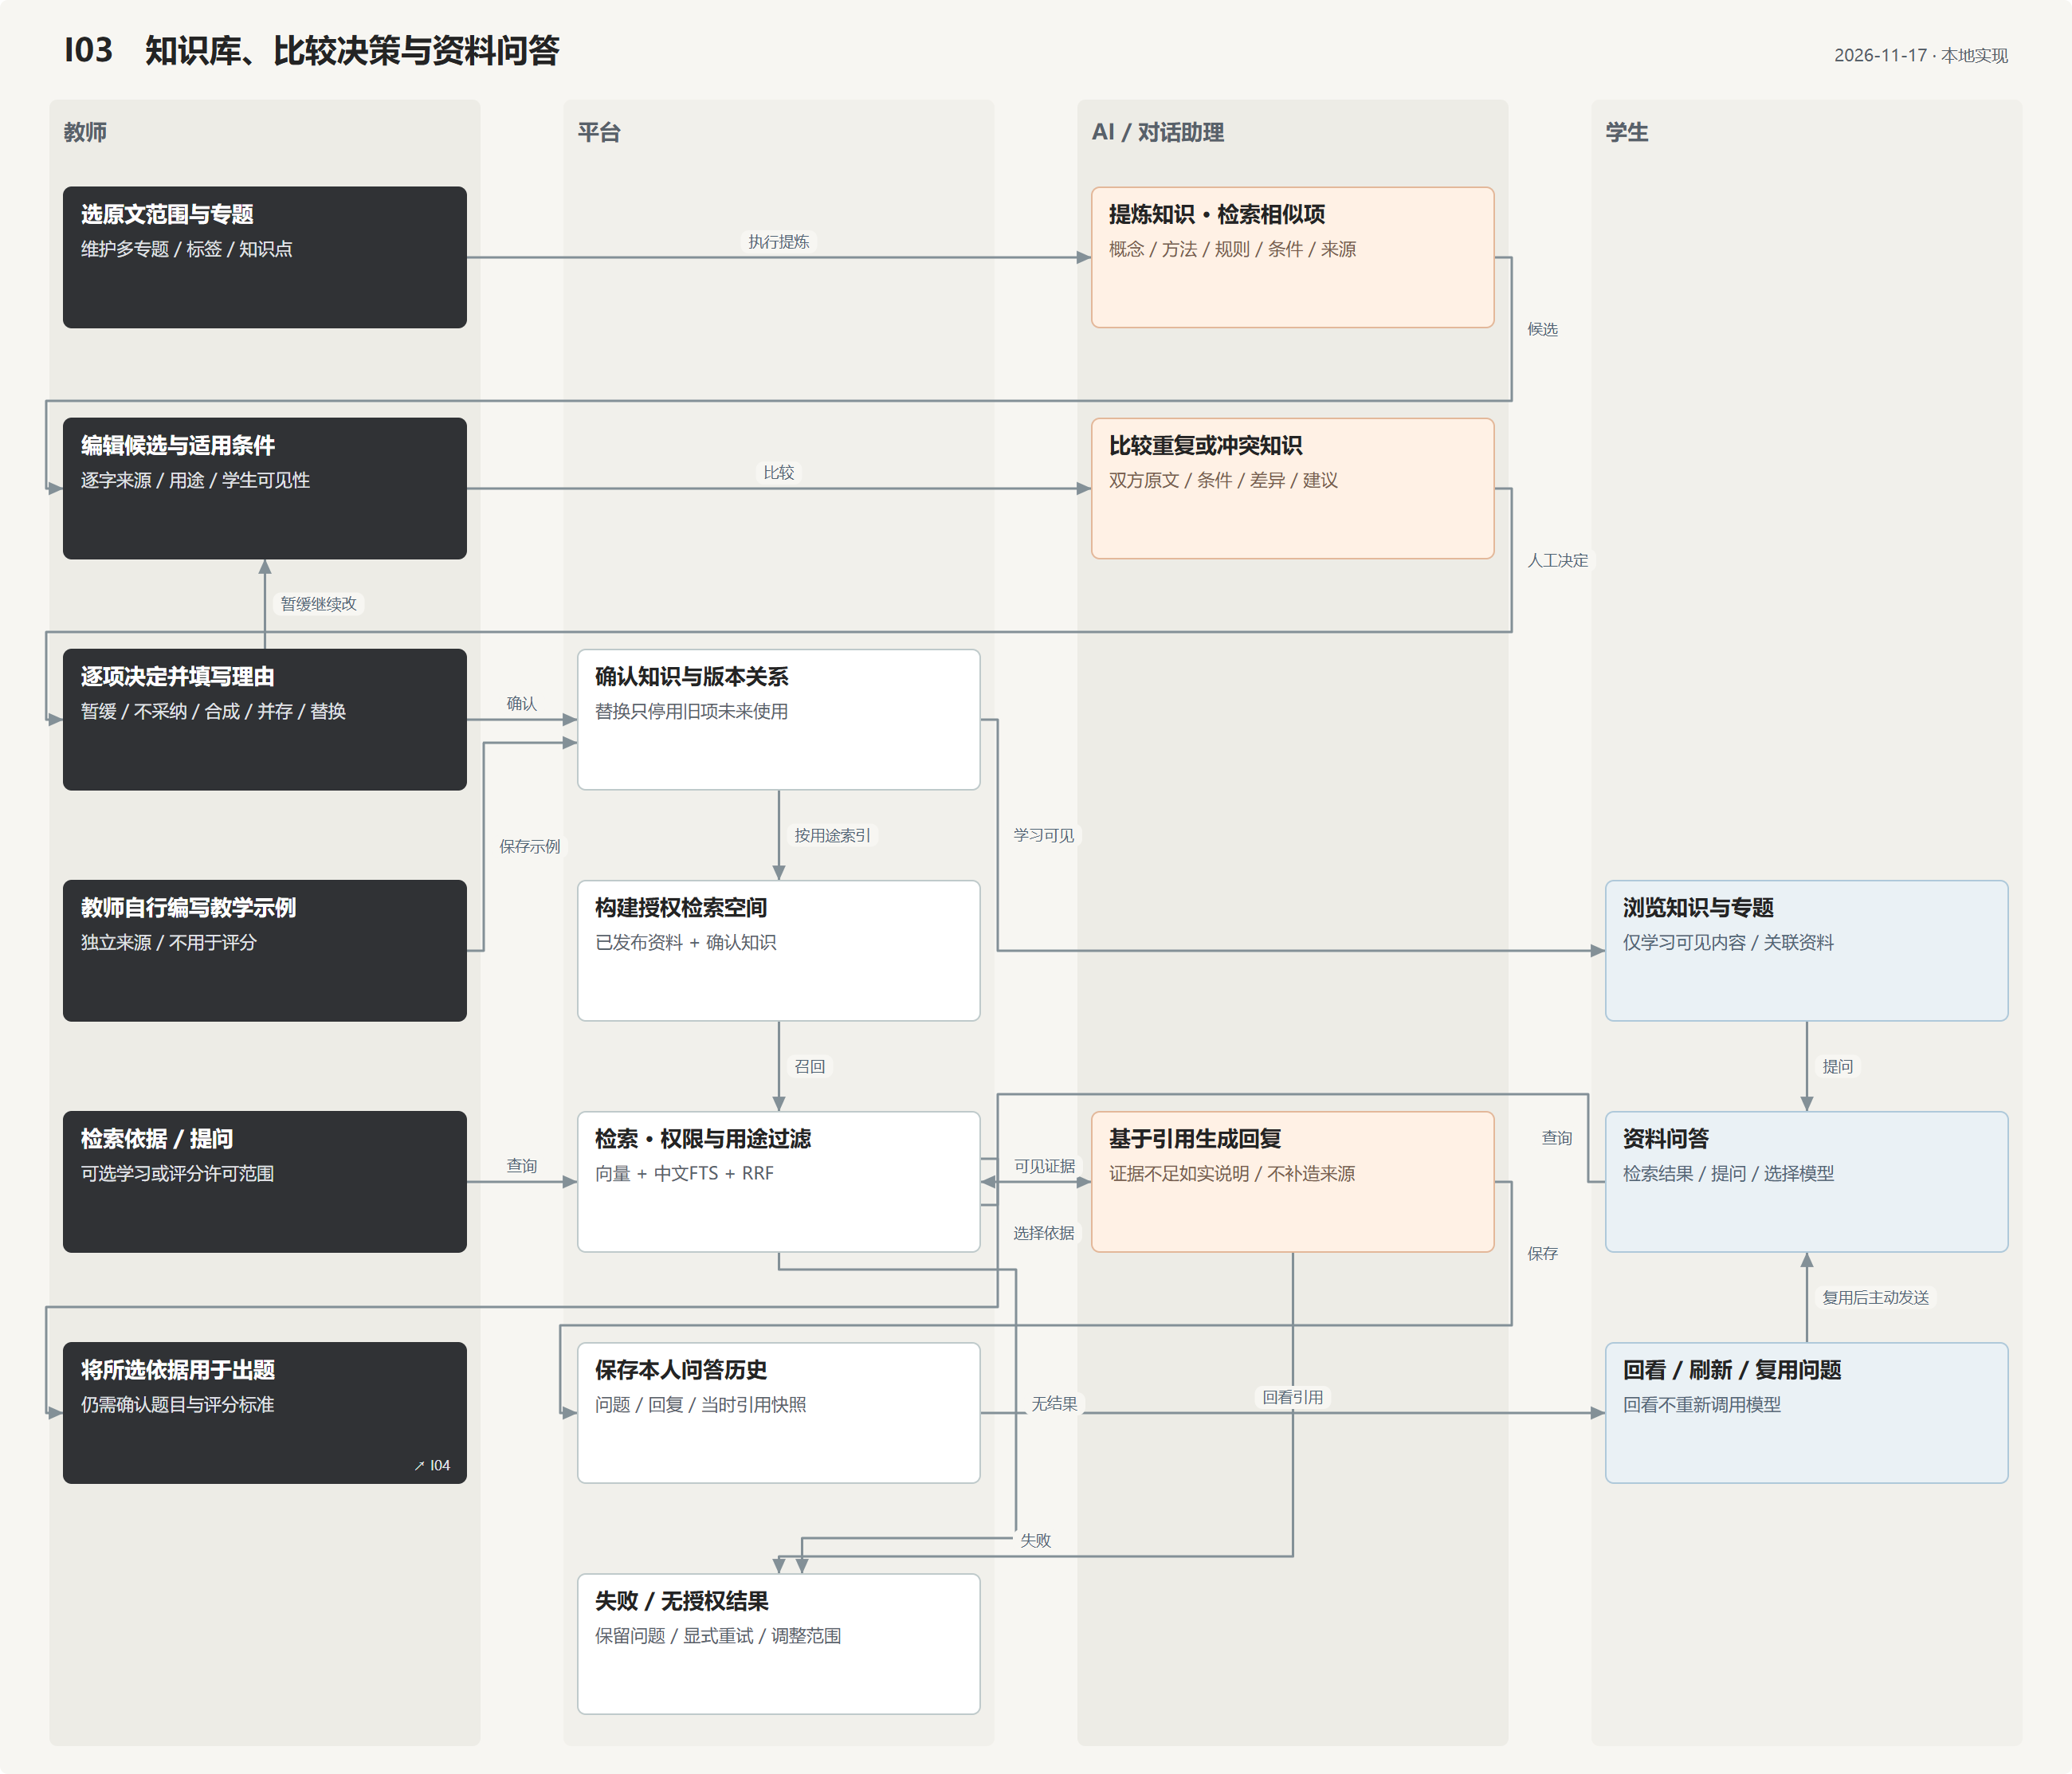 I03 知识库、比较决策与资料问答
2026-11-17 · 本地实现
教师
平台
AI / 对话助理
学生
选原文范围与专题
维护多专题 / 标签 / 知识点
执行提炼
提炼知识・检索相似项
概念 / 方法 / 规则 / 条件 / 来源
候选
编辑候选与适用条件
逐字来源 / 用途 / 学生可见性
比较
比较重复或冲突知识
双方原文 / 条件 / 差异 / 建议
人工决定
暂缓继续改
逐项决定并填写理由
暂缓 / 不采纳 / 合成 / 并存 / 替换
确认
确认知识与版本关系
替换只停用旧项未来使用
保存示例
按用途索引
学习可见
教师自行编写教学示例
独立来源 / 不用于评分
构建授权检索空间
已发布资料 + 确认知识
浏览知识与专题
仅学习可见内容 / 关联资料
召回
提问
检索依据 / 提问
可选学习或评分许可范围
查询
检索・权限与用途过滤
向量 + 中文FTS + RRF
可见证据
选择依据
基于引用生成回复
证据不足如实说明 / 不补造来源
查询
资料问答
检索结果 / 提问 / 选择模型
保存
复用后主动发送
将所选依据用于出题
仍需确认题目与评分标准
↗ I04
保存本人问答历史
问题 / 回复 / 当时引用快照
无结果
回看引用
回看 / 刷新 / 复用问题
回看不重新调用模型
失败
失败 / 无授权结果
保留问题 / 显式重试 / 调整范围